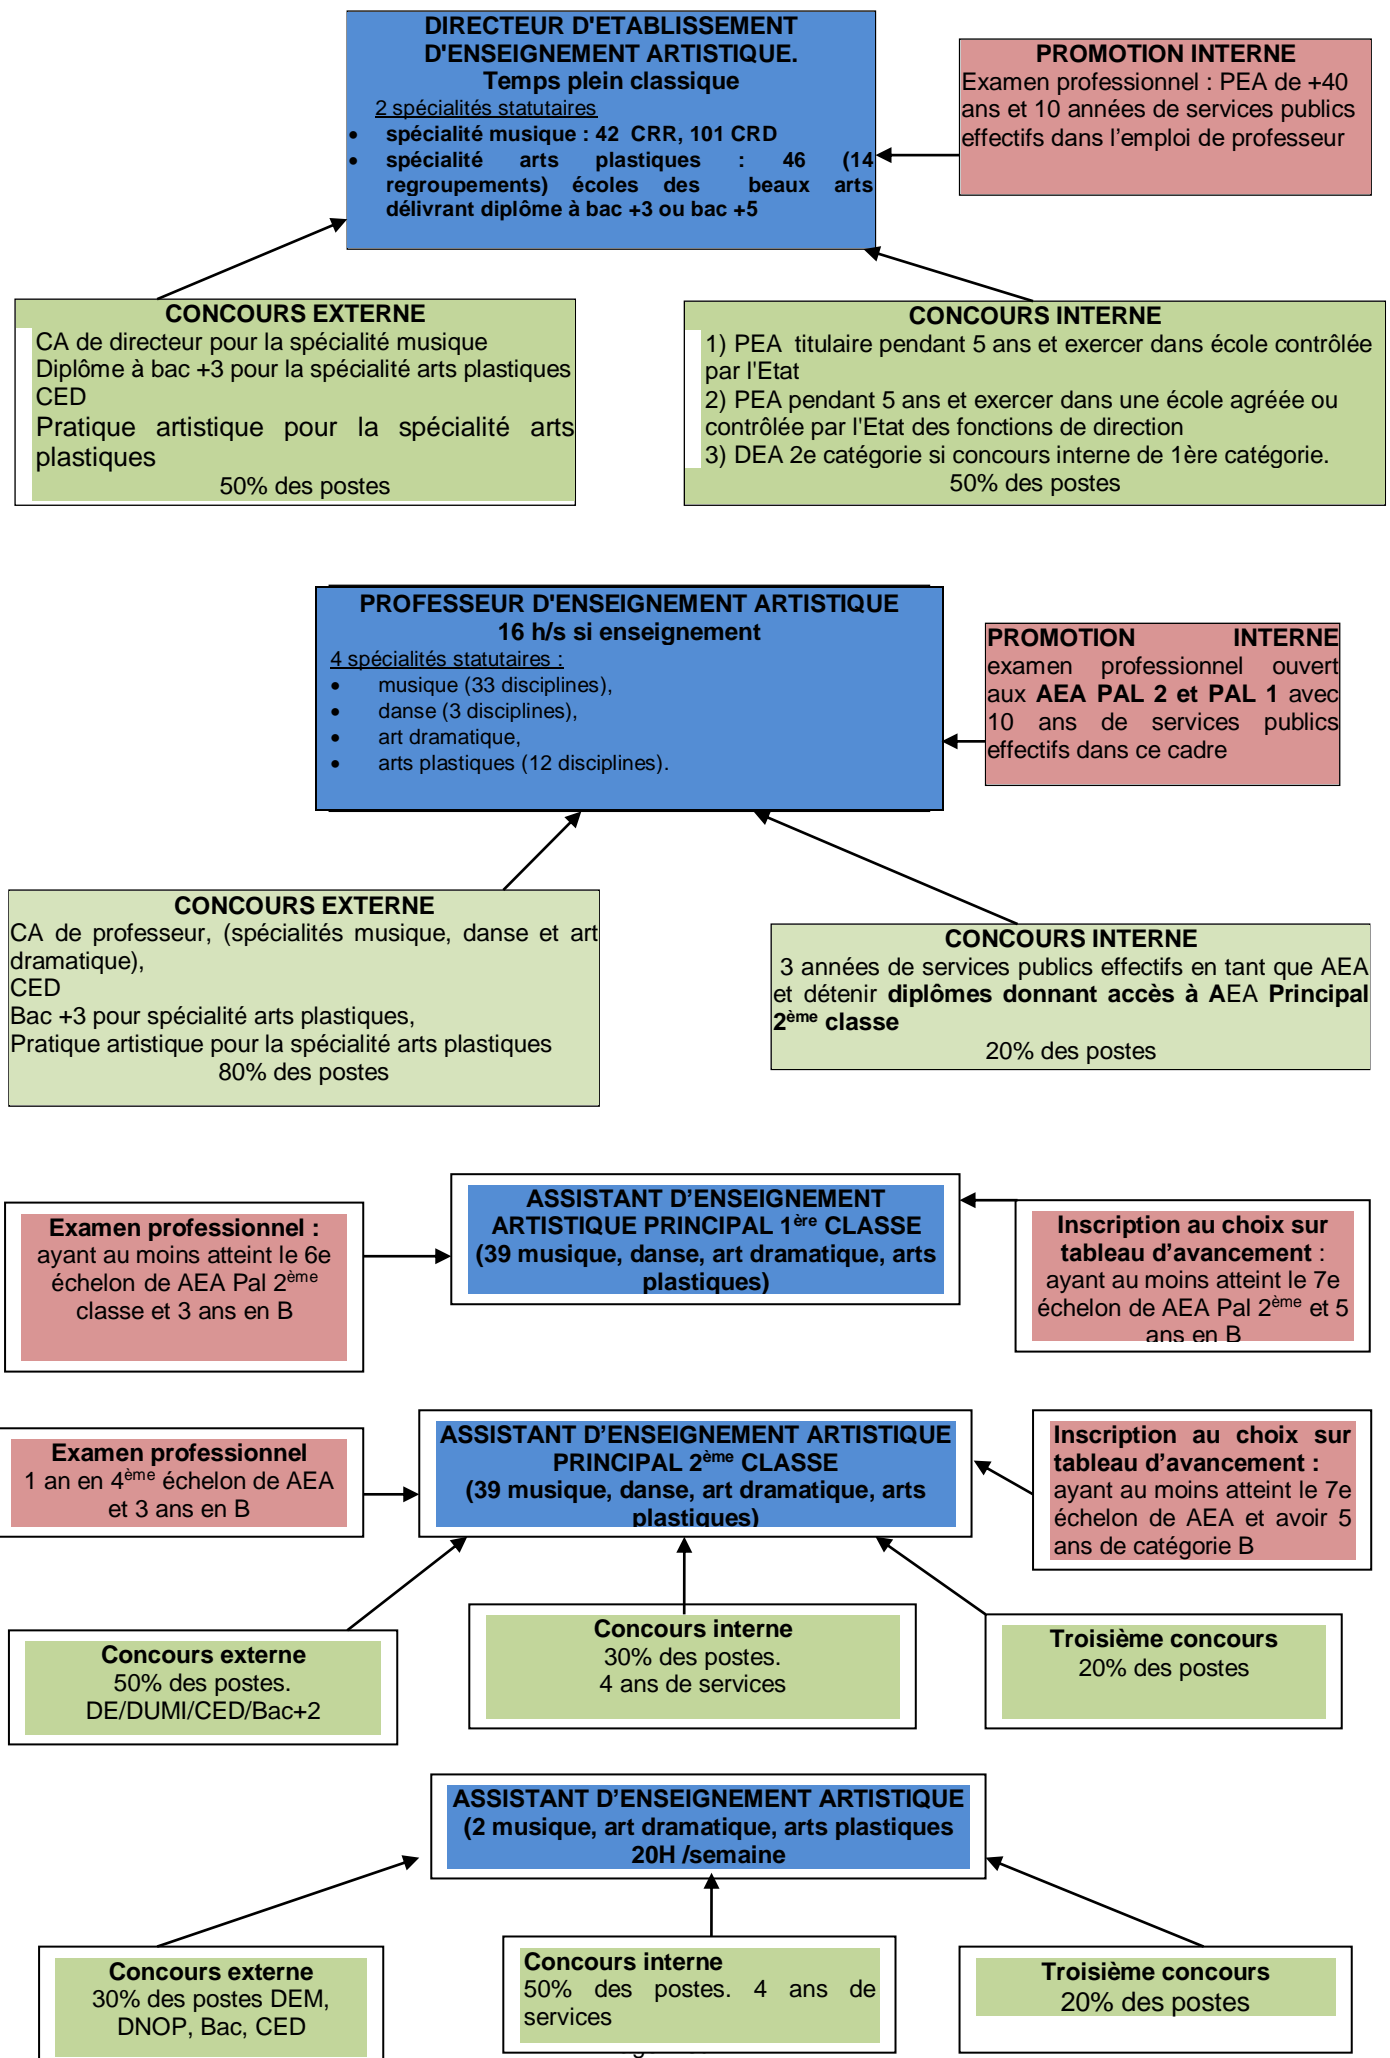 DIRECTEUR D'ETABLISSEMENT
D'ENSEIGNEMENT ARTISTIQUE.
Temps plein classique
2 spécialités statutaires
• spécialité musique : 42 CRR, 101 CRD
• spécialité arts plastiques : 46 (14
regroupements) écoles des beaux arts
délivrant diplôme à bac +3 ou bac +5
PROMOTION INTERNE
Examen professionnel : PEA de +40
ans et 10 années de services publics
effectifs dans l’emploi de professeur
CONCOURS EXTERNE
CA de directeur pour la spécialité musique
Diplôme à bac +3 pour la spécialité arts plastiques
CED
Pratique artistique pour la spécialité arts
plastiques
50% des postes
CONCOURS INTERNE
1) PEA titulaire pendant 5 ans et exercer dans école contrôlée
par l'Etat
2) PEA pendant 5 ans et exercer dans une école agréée ou
contrôlée par l'Etat des fonctions de direction
3) DEA 2e catégorie si concours interne de 1ère catégorie.
50% des postes
PROFESSEUR D'ENSEIGNEMENT ARTISTIQUE
16 h/s si enseignement
4 spécialités statutaires :
• musique (33 disciplines),
• danse (3 disciplines),
• art dramatique,
• arts plastiques (12 disciplines).
PROMOTION INTERNE
examen professionnel ouvert
aux AEA PAL 2 et PAL 1 avec
10 ans de services publics
effectifs dans ce cadre
CONCOURS EXTERNE
CA de professeur, (spécialités musique, danse et art
dramatique),
CED
Bac +3 pour spécialité arts plastiques,
Pratique artistique pour la spécialité arts plastiques
80% des postes
CONCOURS INTERNE
3 années de services publics effectifs en tant que AEA
et détenir diplômes donnant accès à AEA Principal
2ème classe
20% des postes
ASSISTANT D’ENSEIGNEMENT
ARTISTIQUE PRINCIPAL 1ère CLASSE
(39 musique, danse, art dramatique, arts
plastiques)
Examen professionnel :
ayant au moins atteint le 6e
échelon de AEA Pal 2ème
classe et 3 ans en B
Inscription au choix sur
tableau d’avancement :
ayant au moins atteint le 7e
échelon de AEA Pal 2ème et 5
ans en B
ASSISTANT D’ENSEIGNEMENT ARTISTIQUE
PRINCIPAL 2ème CLASSE
(39 musique, danse, art dramatique, arts
plastiques)
Examen professionnel
1 an en 4ème échelon de AEA
et 3 ans en B
Inscription au choix sur
tableau d’avancement :
ayant au moins atteint le 7e
échelon de AEA et avoir 5
ans de catégorie B
Concours externe
50% des postes.
DE/DUMI/CED/Bac+2
Concours interne
30% des postes.
4 ans de services
Troisième concours
20% des postes
ASSISTANT D’ENSEIGNEMENT ARTISTIQUE
(2 musique, art dramatique, arts plastiques
20H /semaine
Concours externe
30% des postes DEM,
DNOP, Bac, CED
Concours interne
50% des postes. 4 ans de
services
Troisième concours
20% des postes